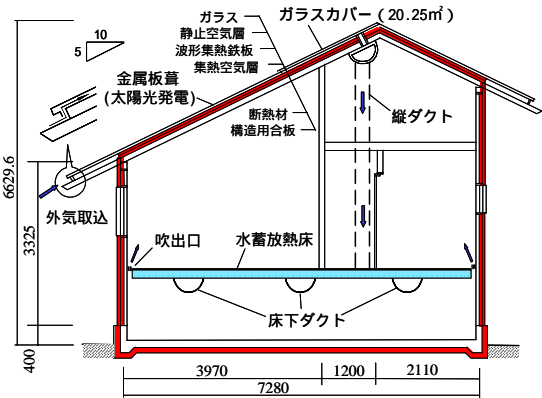 ガラス
静止空気層
波形集熱鉄板
集熱空気層
ガラスカバー(20.25㎡)
10
5
金属板葺
(太陽光発電)
断熱材
構造用合板
縦ダクト
外気取込
吹出口
水蓄放熱床
床下ダクト
6629.6
3325
400
3970
1200
2110
7280